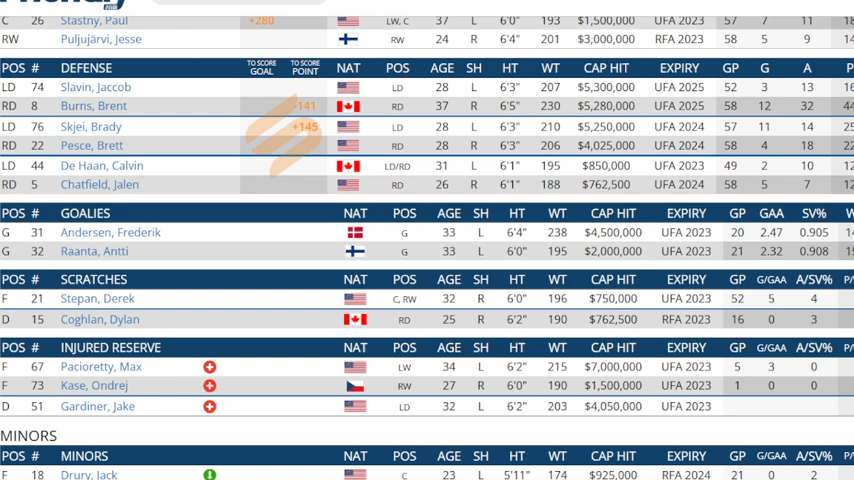 C 26 Stastny, Paul +280 LW, C 37 L 6'0" 193 $1,500,000 UFA 2023 57 7 11
RW Puljujärvi, Jesse RW 24 R 6'4" 201 $3,000,000 RFA 2023 58 5 9
POS # DEFENSE TO SCORE GOAL TO SCORE POINT NAT POS AGE SH HT WT CAP HIT EXPIRY GP G A P
LD 74 Slavin, Jaccob LD 28 L 6'3" 207 $5,300,000 UFA 2025 52 3 13 16
RD 8 Burns, Brent -141 RD 37 R 6'5" 230 $5,280,000 UFA 2025 58 12 32 44
LD 76 Skjei, Brady +145 LD 28 L 6'3" 210 $5,250,000 UFA 2024 57 11 14 25
RD 22 Pesce, Brett RD 28 R 6'3" 206 $4,025,000 UFA 2024 58 4 18 22
LD 44 De Haan, Calvin LD/RD 31 L 6'1" 195 $850,000 UFA 2023 49 2 10 12
RD 5 Chatfield, Jalen RD 26 R 6'1" 188 $762,500 UFA 2024 58 5 7 12
POS # GOALIES NAT POS AGE SH HT WT CAP HIT EXPIRY GP GAA SV% W
G 31 Andersen, Frederik G 33 L 6'4" 238 $4,500,000 UFA 2023 20 2.47 0.905
G 32 Raanta, Antti G 33 L 6'0" 195 $2,000,000 UFA 2023 21 2.32 0.908
POS # SCRATCHES NAT POS AGE SH HT WT CAP HIT EXPIRY GP G/GAA A/SV% P/
F 21 Stepan, Derek C, RW 32 R 6'0" 196 $750,000 UFA 2023 52 5 4
D 15 Coghlan, Dylan RD 25 R 6'2" 190 $762,500 RFA 2023 16 0 3
POS # INJURED RESERVE NAT POS AGE SH HT WT CAP HIT EXPIRY GP G/GAA A/SV% P/
F 67 Pacioretty, Max LW 34 L 6'2" 215 $7,000,000 UFA 2023 5 3 0
F 73 Kase, Ondrej RW 27 R 6'0" 190 $1,500,000 UFA 2023 1 0 0
D 51 Gardiner, Jake LD 32 L 6'2" 203 $4,050,000 UFA 2023
MINORS
POS # MINORS NAT POS AGE SH HT WT CAP HIT EXPIRY GP G/GAA A/SV% P/
F 18 Drury, Jack C 23 L 5'11" 174 $925,000 RFA 2024 21 0 2